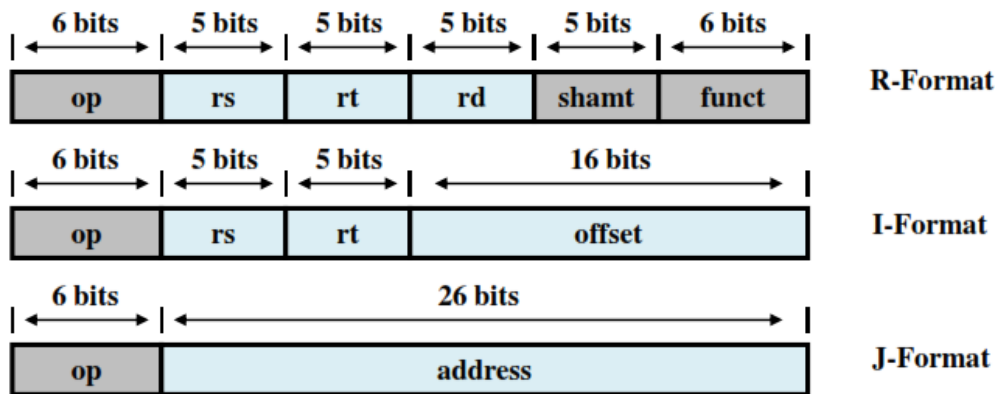 6 bits 5 bits 5 bits 5 bits 5 bits 6 bits
op rs rt rd shamt funct R-Format
6 bits 5 bits 5 bits 16 bits
op rs rt offset I-Format
6 bits 26 bits
op address J-Format